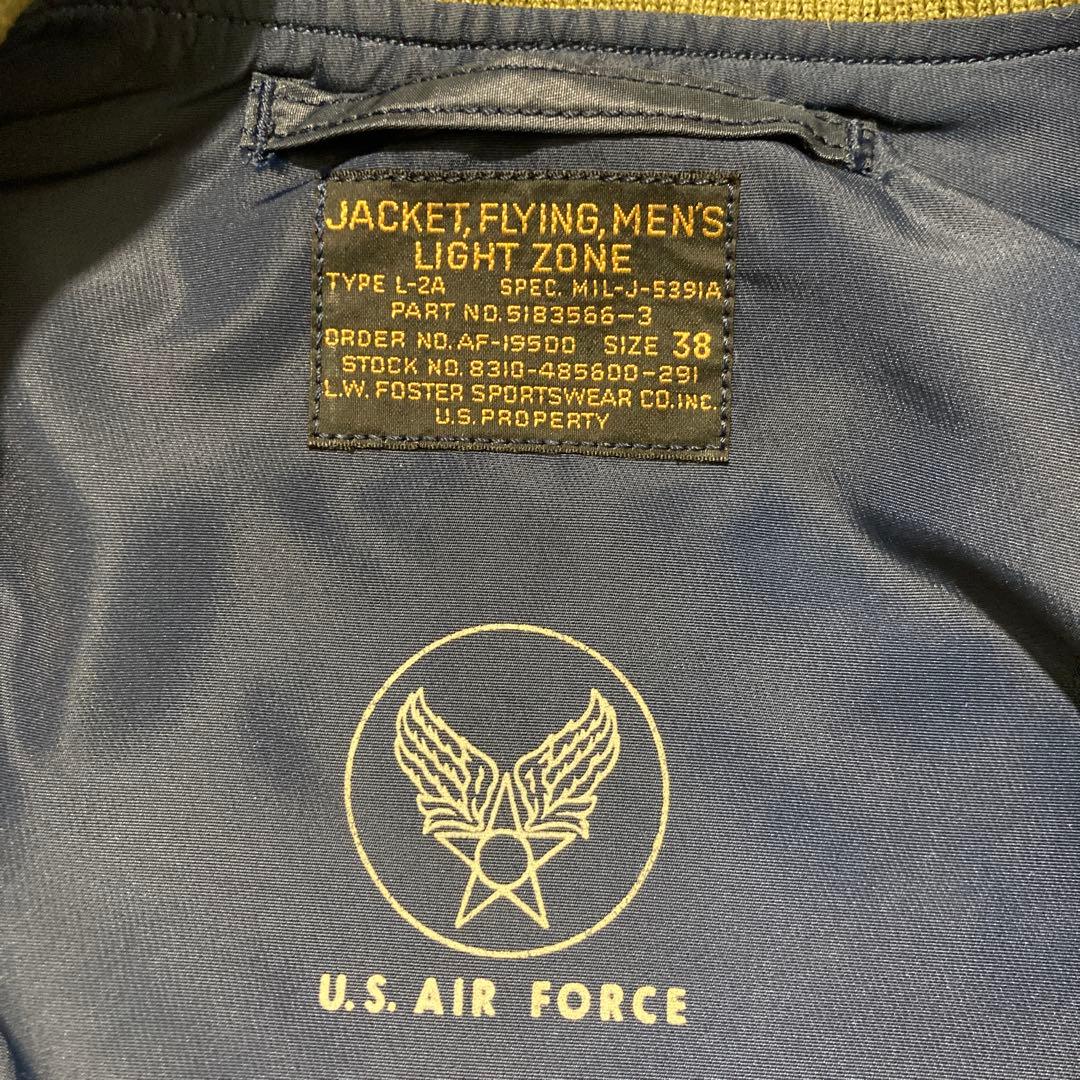 JACKET, FLYING, MEN'S
LIGHT ZONE
TYPE L-2A SPEC. MIL-J-5391A
PART NO. 5183566-3
ORDER NO. AF-19500 SIZE 38
STOCK NO. 8310-485600-291
L.W. FOSTER SPORTSWEAR CO. INC.
U.S. PROPERTY
U.S. AIR FORCE